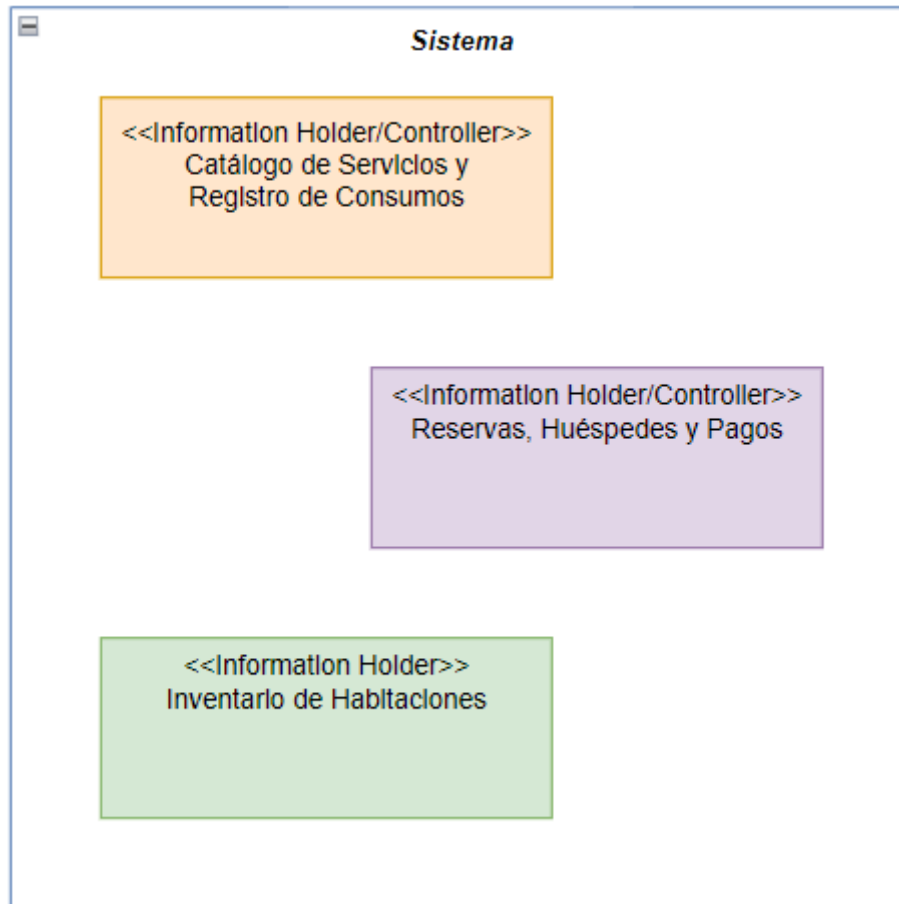 Sistema
<<Information Holder/Controller>>
Catálogo de Servicios y
Registro de Consumos
<<Information Holder/Controller>>
Reservas, Huéspedes y Pagos
<<Information Holder>>
Inventario de Habitaciones